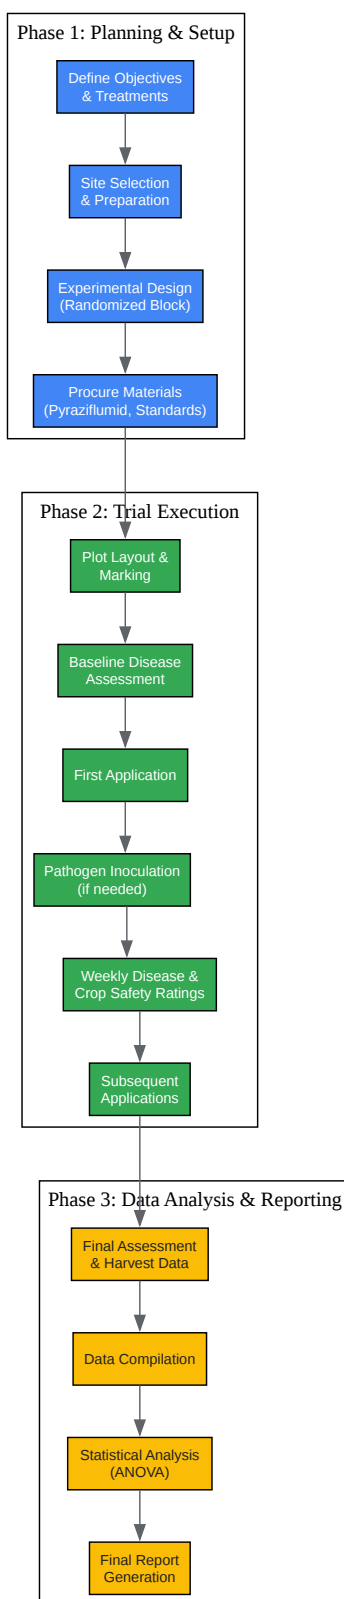 Phase 1: Planning & Setup
Define Objectives
& Treatments
Site Selection
& Preparation
Experimental Design
(Randomized Block)
Procure Materials
(Pyraziflumid, Standards)
Phase 2: Trial Execution
Plot Layout &
Marking
Baseline Disease
Assessment
First Application
Pathogen Inoculation
(if needed)
Weekly Disease &
Crop Safety Ratings
Subsequent
Applications
Phase 3: Data Analysis & Reporting
Final Assessment
& Harvest Data
Data Compilation
Statistical Analysis
(ANOVA)
Final Report
Generation